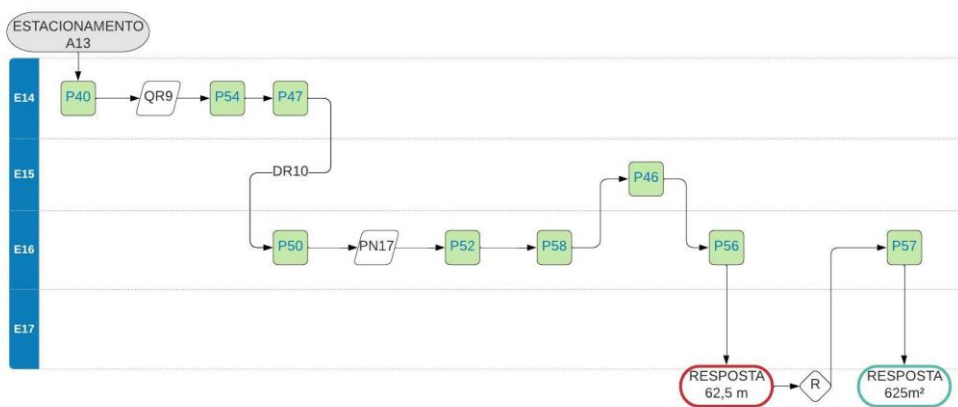 ESTACIONAMENTO
A13
E14
P40
QR9
P54
P47
E15
DR10
P46
E16
P50
PN17
P52
P58
P56
P57
E17
RESPOSTA
62,5 m
R
RESPOSTA
625m²